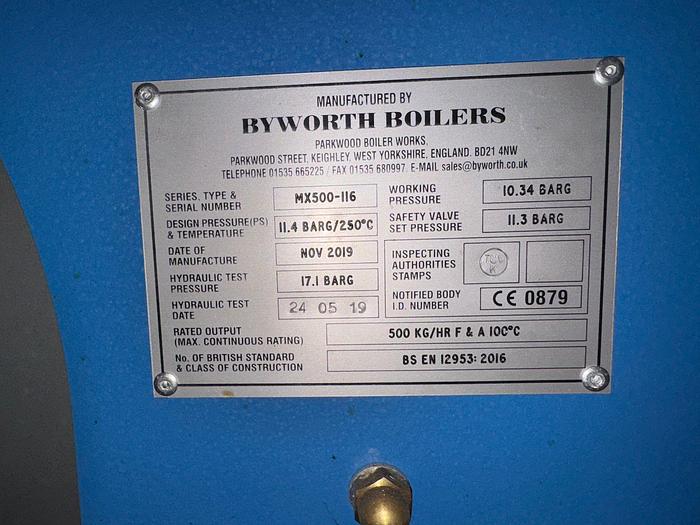 MANUFACTURED BY
BYWORTH BOILERS
PARKWOOD BOILER WORKS,
PARKWOOD STREET, KEIGHLEY, WEST YORKSHIRE, ENGLAND. BD21 4NW
TELEPHONE 01535 665225 / FAX 01535 680997. E-MAIL sales@byworth.co.uk
SERIES, TYPE &
SERIAL NUMBER
MX500-116
DESIGN PRESSURE(PS)
& TEMPERATURE
11.4 BARG/250°C
DATE OF
MANUFACTURE
NOV 2019
HYDRAULIC TEST
PRESSURE
17.1 BARG
HYDRAULIC TEST
DATE
24 05 19
WORKING
PRESSURE
10.34 BARG
SAFETY VALVE
SET PRESSURE
11.3 BARG
INSPECTING
AUTHORITIES
STAMPS
NOTIFIED BODY
I.D. NUMBER
CE 0879
RATED OUTPUT
(MAX. CONTINUOUS RATING)
500 KG/HR F & A 100°C
No. OF BRITISH STANDARD
& CLASS OF CONSTRUCTION
BS EN 12953: 2016